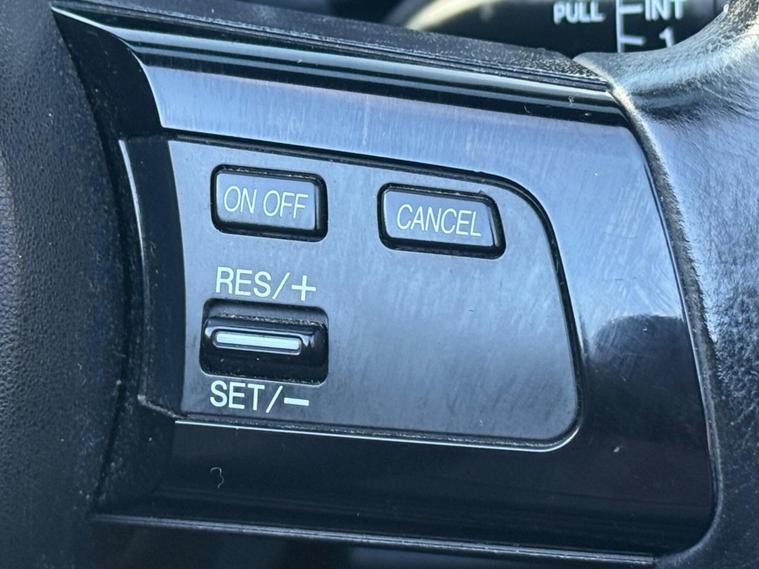 PULL
INT
1
ON OFF
CANCEL
RES/+
SET/−